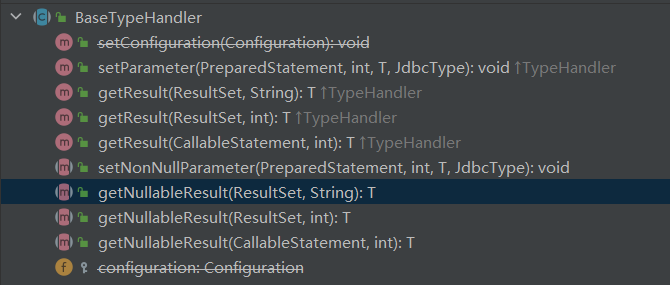 BaseTypeHandler
setConfiguration(Configuration): void
setParameter(PreparedStatement, int, T, JdbcType): void ↑TypeHandler
getResult(ResultSet, String): T ↑TypeHandler
getResult(ResultSet, int): T ↑TypeHandler
getResult(CallableStatement, int): T ↑TypeHandler
setNonNullParameter(PreparedStatement, int, T, JdbcType): void
getNullableResult(ResultSet, String): T
getNullableResult(ResultSet, int): T
getNullableResult(CallableStatement, int): T
configuration: Configuration